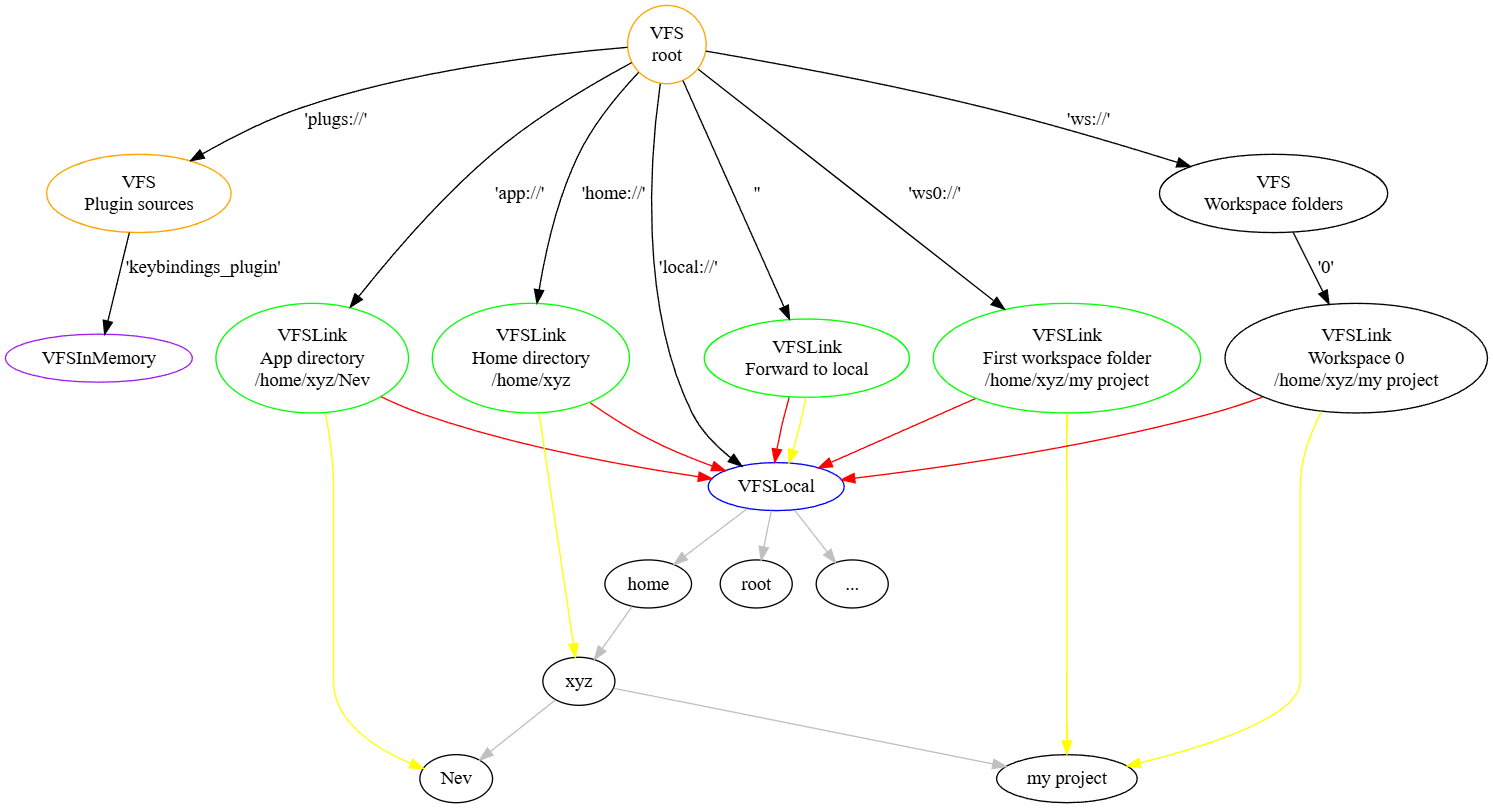 VFS
root
'plugs://'
'ws://'
VFS
Plugin sources
'app://'
'home://'
''
'ws0://'
VFS
Workspace folders
'keybindings_plugin'
'local://'
'0'
VFSInMemory
VFSLink
App directory
/home/xyz/Nev
VFSLink
Home directory
/home/xyz
VFSLink
Forward to local
VFSLink
First workspace folder
/home/xyz/my project
VFSLink
Workspace 0
/home/xyz/my project
VFSLocal
home
root
...
xyz
Nev
my project